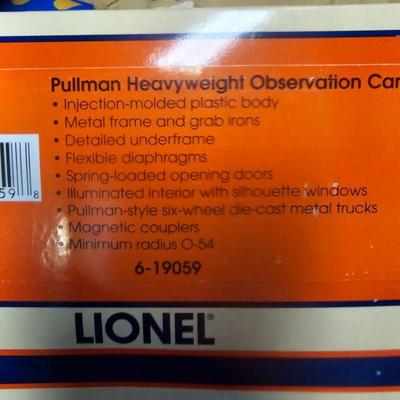 Pullman Heavyweight Observation Car
• Injection-molded plastic body
• Metal frame and grab irons
• Detailed underframe
• Flexible diaphragms
• Spring-loaded opening doors
• Illuminated interior with silhouette windows
• Pullman-style six-wheel die-cast metal trucks
• Magnetic couplers
• Minimum radius O-54
59 8
6-19059
LIONEL®